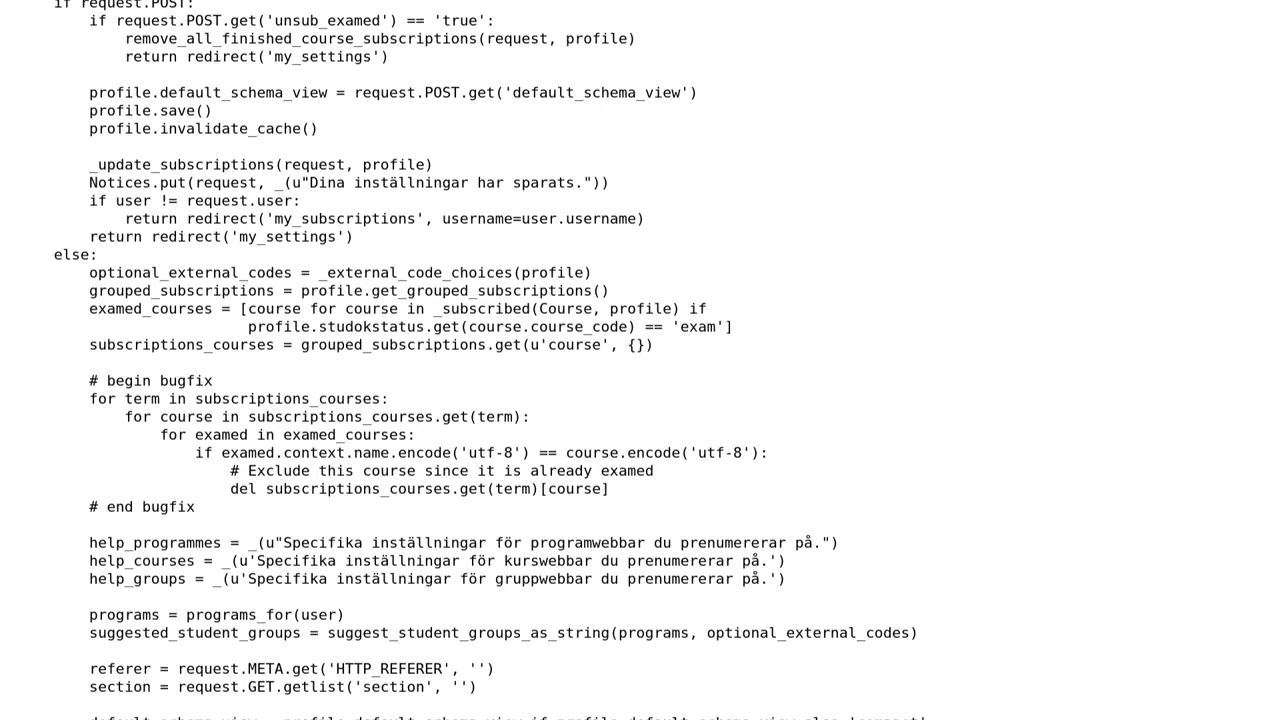 if request.POST:
if request.POST.get('unsub_examed') == 'true':
remove_all_finished_course_subscriptions(request, profile)
return redirect('my_settings')
profile.default_schema_view = request.POST.get('default_schema_view')
profile.save()
profile.invalidate_cache()
_update_subscriptions(request, profile)
Notices.put(request, _(u"Dina inställningar har sparats."))
if user != request.user:
return redirect('my_subscriptions', username=user.username)
return redirect('my_settings')
else:
optional_external_codes = _external_code_choices(profile)
grouped_subscriptions = profile.get_grouped_subscriptions()
examed_courses = [course for course in _subscribed(Course, profile) if
profile.studokstatus.get(course.course_code) == 'exam']
subscriptions_courses = grouped_subscriptions.get(u'course', {})
# begin bugfix
for term in subscriptions_courses:
for course in subscriptions_courses.get(term):
for examed in examed_courses:
if examed.context.name.encode('utf-8') == course.encode('utf-8'):
# Exclude this course since it is already examed
del subscriptions_courses.get(term)[course]
# end bugfix
help_programmes = _(u"Specifika inställningar för programwebbar du prenumererar på.")
help_courses = _(u'Specifika inställningar för kurswebbar du prenumererar på.')
help_groups = _(u'Specifika inställningar för gruppwebbar du prenumererar på.')
programs = programs_for(user)
suggested_student_groups = suggest_student_groups_as_string(programs, optional_external_codes)
referer = request.META.get('HTTP_REFERER', '')
section = request.GET.getlist('section', '')